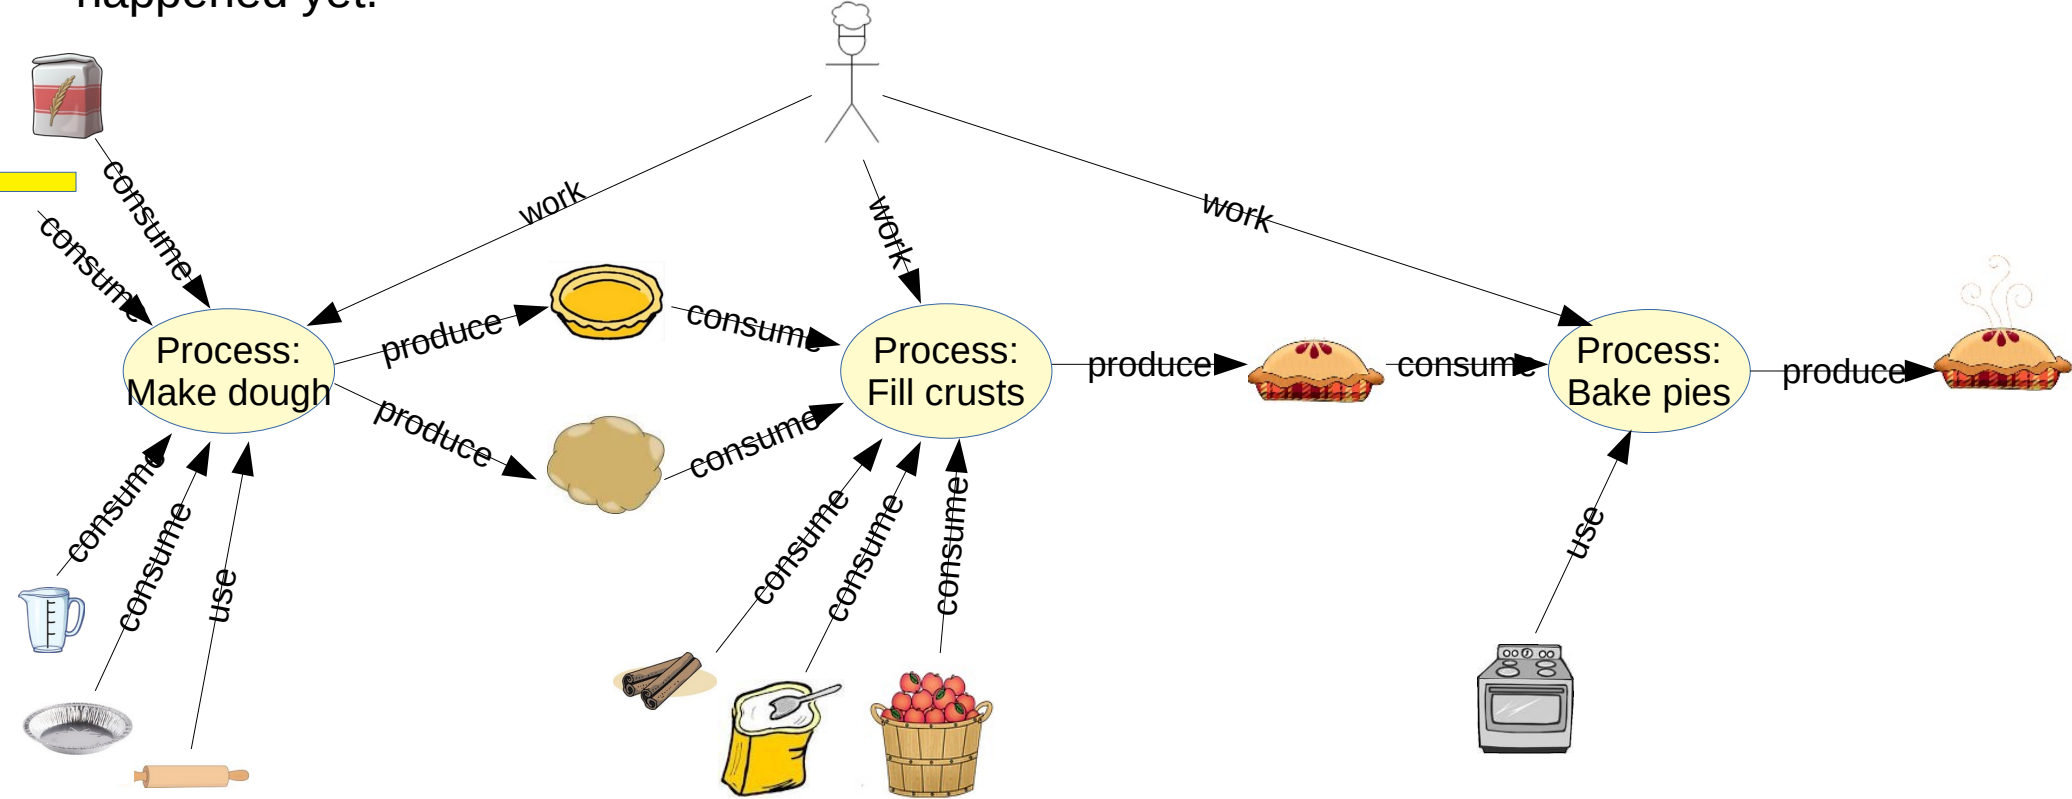 happened yet.
consume
consume
work
work
work
produce
consume
Process:
Make dough
Process:
Fill crusts
produce
consume
Process:
Bake pies
produce
produce
consume
consume
consume
use
consume
consume
consume
use